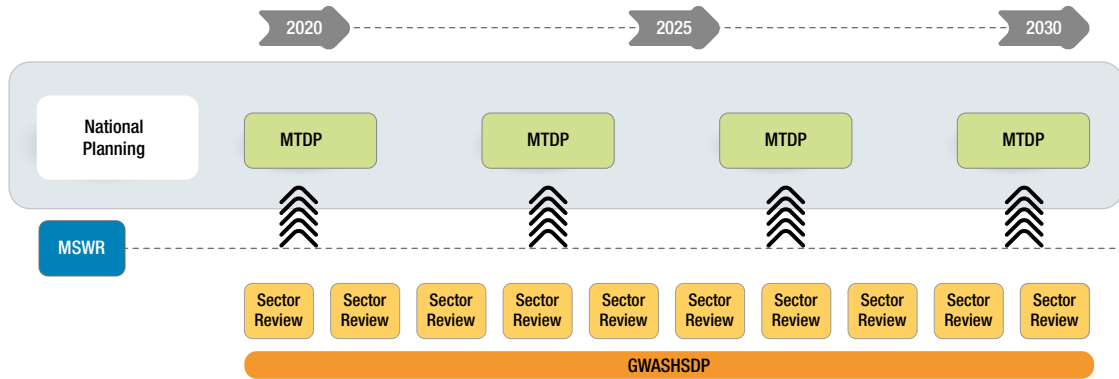 2020
2025
2030
National
Planning
MTDP
MTDP
MTDP
MTDP
MSWR
Sector
Review
Sector
Review
Sector
Review
Sector
Review
Sector
Review
Sector
Review
Sector
Review
Sector
Review
Sector
Review
Sector
Review
GWASHSDP